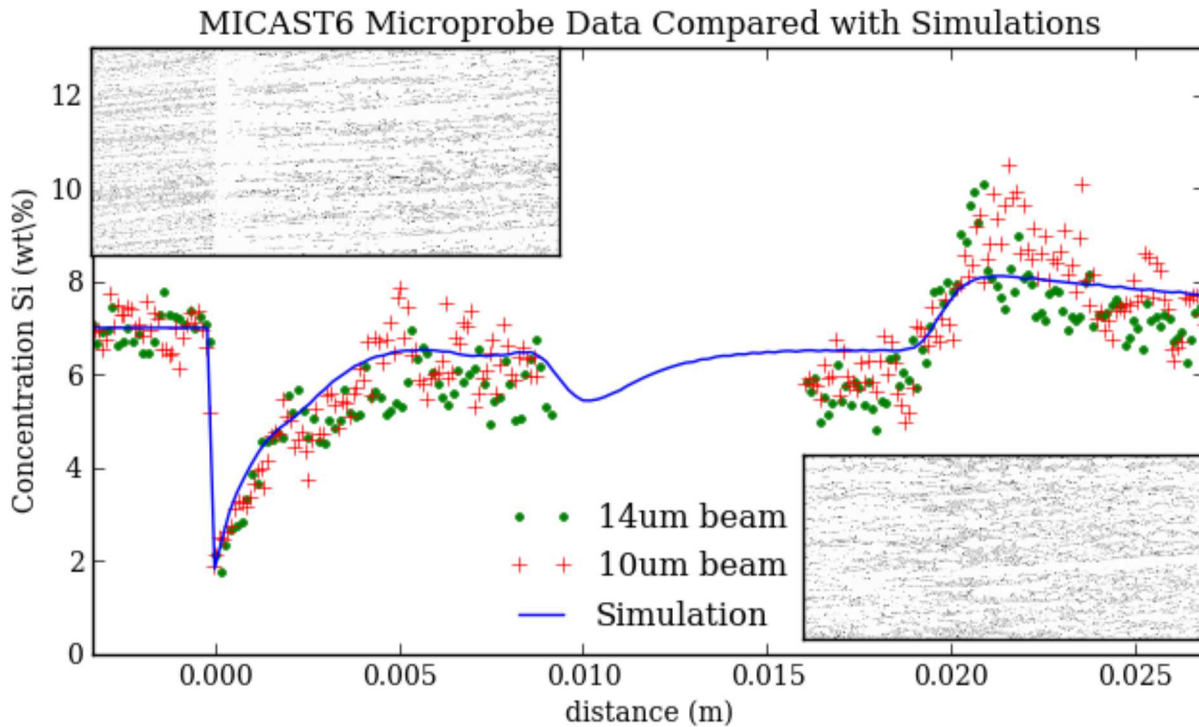 MICAST6 Microprobe Data Compared with Simulations
Concentration Si (wt\%)
12
10
8
6
4
2
0
14um beam
10um beam
Simulation
0.000 0.005 0.010 0.015 0.020 0.025
distance (m)